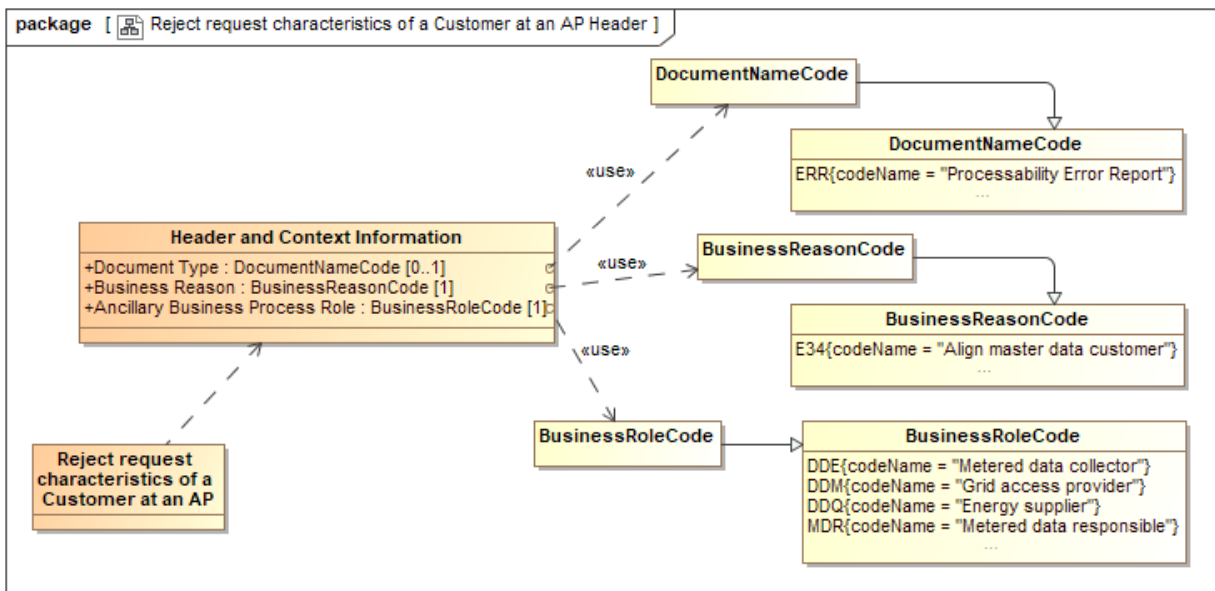 package [ Reject request characteristics of a Customer at an AP Header ]
DocumentNameCode
DocumentNameCode
ERR{codeName = "Processability Error Report"}
...
«use»
Header and Context Information
+Document Type : DocumentNameCode [0..1]
+Business Reason : BusinessReasonCode [1]
+Ancillary Business Process Role : BusinessRoleCode [1]
«use»
BusinessReasonCode
BusinessReasonCode
E34{codeName = "Align master data customer"}
...
«use»
BusinessRoleCode
BusinessRoleCode
DDE{codeName = "Metered data collector"}
DDM{codeName = "Grid access provider"}
DDQ{codeName = "Energy supplier"}
MDR{codeName = "Metered data responsible"}
...
Reject request
characteristics of a
Customer at an AP